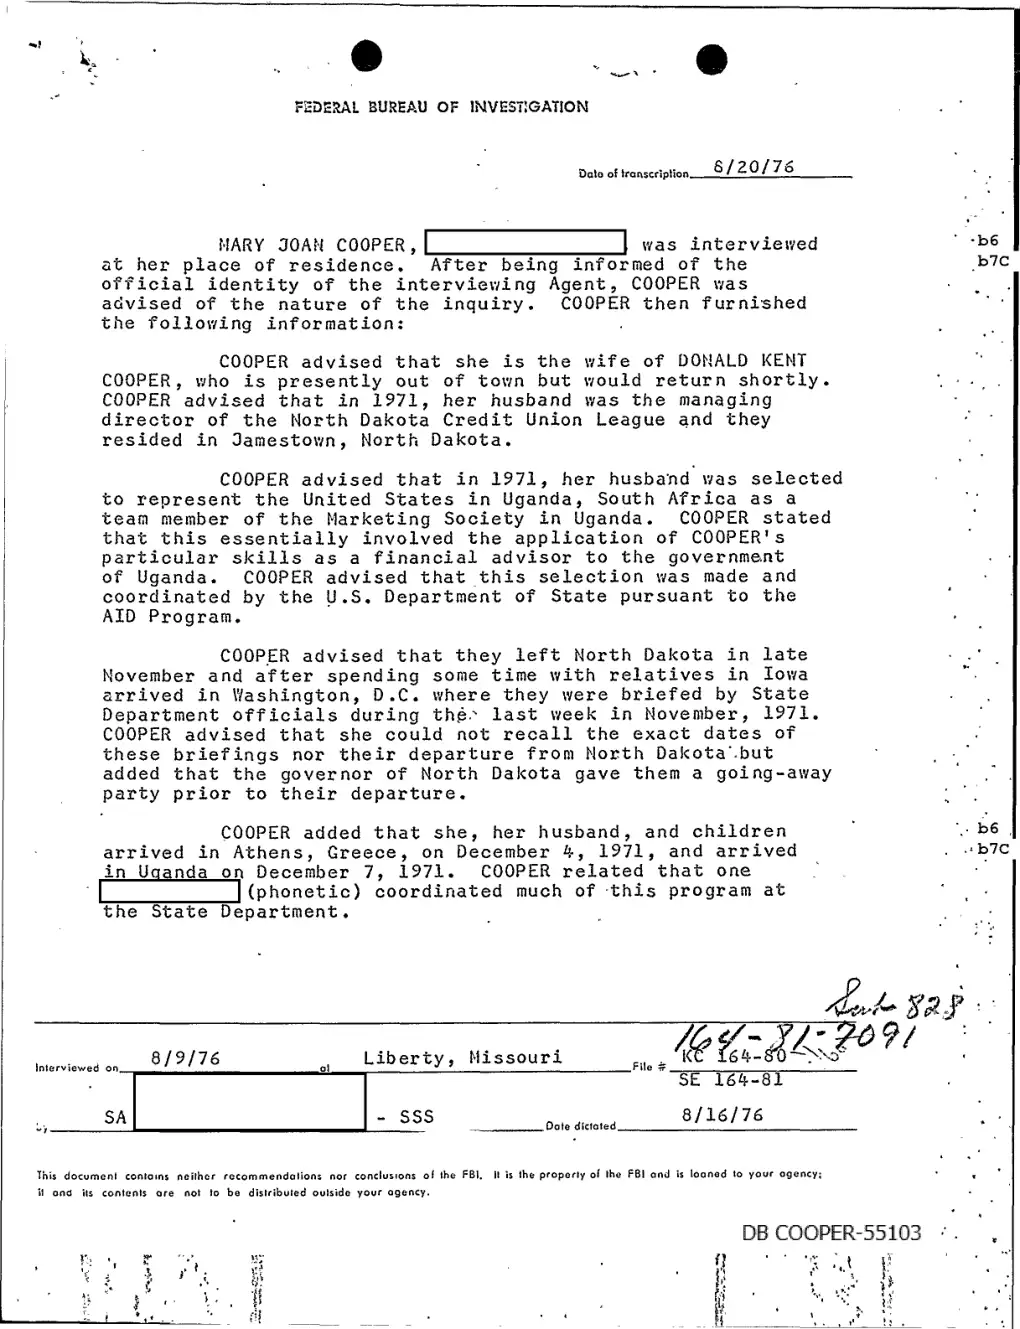 FEDERAL BUREAU OF INVESTIGATION
Date of transcription 8/20/76
MARY JOAN COOPER, , was interviewed
at her place of residence. After being informed of the
official identity of the interviewing Agent, COOPER was
advised of the nature of the inquiry. COOPER then furnished
the following information:
b6
b7C
COOPER advised that she is the wife of DONALD KENT
COOPER, who is presently out of town but would return shortly.
COOPER advised that in 1971, her husband was the managing
director of the North Dakota Credit Union League and they
resided in Jamestown, North Dakota.
COOPER advised that in 1971, her husband was selected
to represent the United States in Uganda, South Africa as a
team member of the Marketing Society in Uganda. COOPER stated
that this essentially involved the application of COOPER's
particular skills as a financial advisor to the government
of Uganda. COOPER advised that this selection was made and
coordinated by the U.S. Department of State pursuant to the
AID Program.
COOPER advised that they left North Dakota in late
November and after spending some time with relatives in Iowa
arrived in Washington, D.C. where they were briefed by State
Department officials during the last week in November, 1971.
COOPER advised that she could not recall the exact dates of
these briefings nor their departure from North Dakota but
added that the governor of North Dakota gave them a going-away
party prior to their departure.
COOPER added that she, her husband, and children
arrived in Athens, Greece, on December 4, 1971, and arrived
in Uganda on December 7, 1971. COOPER related that one
(phonetic) coordinated much of this program at
the State Department.
b6
b7C
Sub 828
164-81-7091
Interviewed on 8/9/76 at Liberty, Missouri File # KC 164-80
SE 164-81
by SA - SSS Date dictated 8/16/76
This document contains neither recommendations nor conclusions of the FBI. It is the property of the FBI and is loaned to your agency;
it and its contents are not to be distributed outside your agency.
DB COOPER-55103